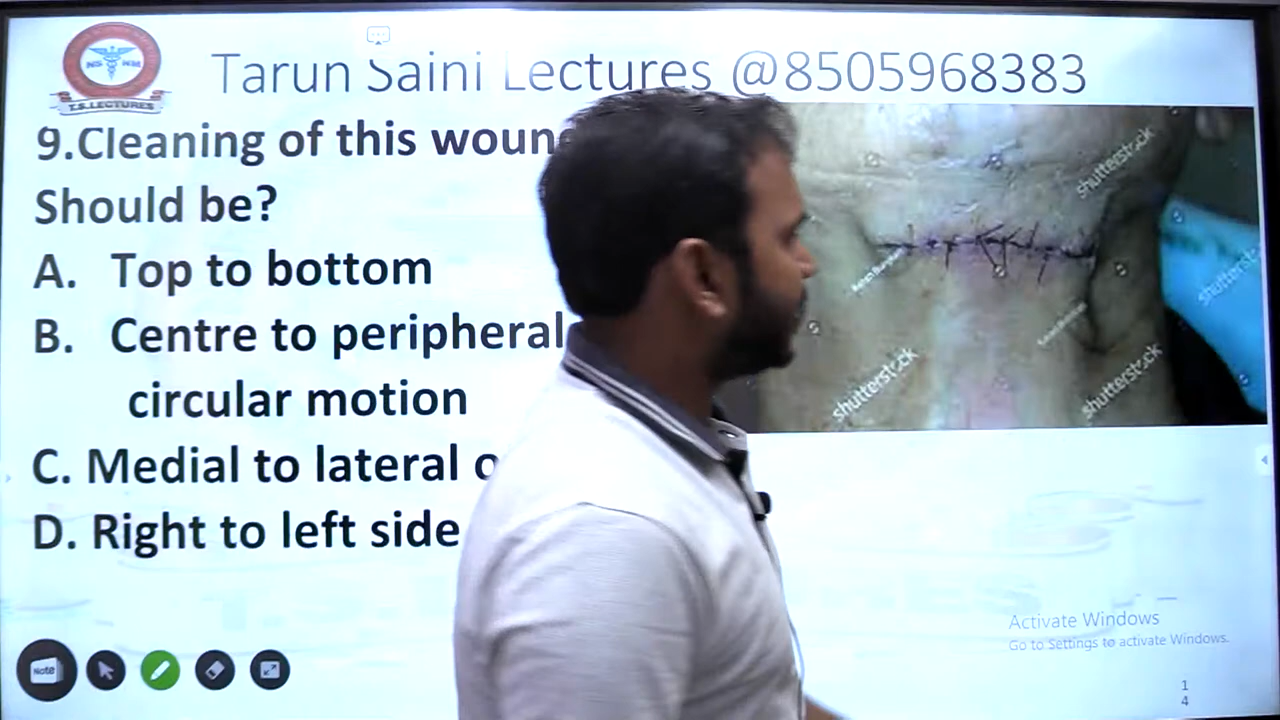 Tarun Saini Lectures @8505968383
NS NM
T.S.LECTURES
9.Cleaning of this
Should be?
A. Top to bottom
B. Centre to peripheral
circular motion
C. Medial to lateral
D. Right to left side
shutterstock
shutterstock
shutterstock
Activate Windows
Go to Settings to activate Windows.
1
4
Note